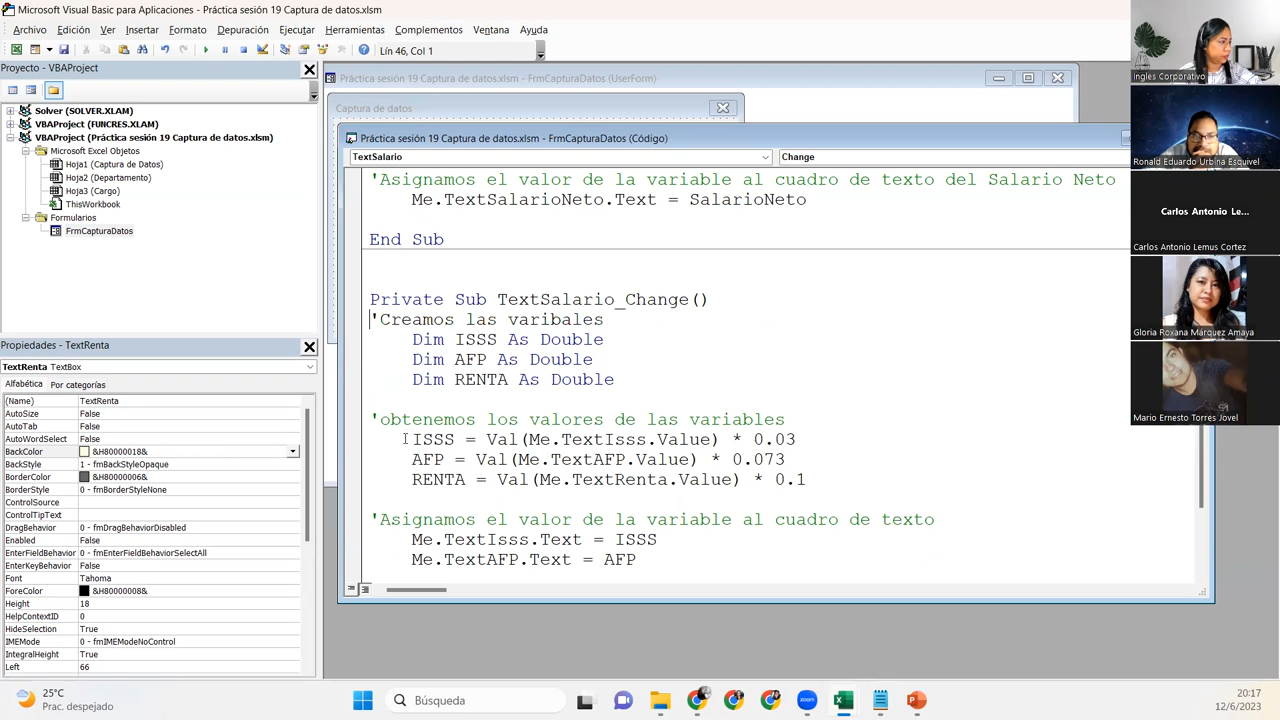 Microsoft Visual Basic para Aplicaciones - Práctica sesión 19 Captura de datos.xlsm
Archivo Edición Ver Insertar Formato Depuración Ejecutar Herramientas Complementos Ventana Ayuda
Lín 46, Col 1
Proyecto - VBAProject
Solver (SOLVER.XLAM)
VBAProject (FUNCRES.XLAM)
VBAProject (Práctica sesión 19 Captura de datos.xlsm)
Microsoft Excel Objetos
Hoja1 (Captura de Datos)
Hoja2 (Departamento)
Hoja3 (Cargo)
ThisWorkbook
Formularios
FrmCapturaDatos
Propiedades - TextRenta
TextRenta TextBox
Alfabética Por categorías
(Name) TextRenta
AutoSize False
AutoTab False
AutoWordSelect False
BackColor &H80000018&
BackStyle 1 - fmBackStyleOpaque
BorderColor &H80000006&
BorderStyle 0 - fmBorderStyleNone
ControlSource
ControlTipText
DragBehavior 0 - fmDragBehaviorDisabled
Enabled False
EnterFieldBehavior 0 - fmEnterFieldBehaviorSelectAll
EnterKeyBehavior False
Font Tahoma
ForeColor &H80000008&
Height 18
HelpContextID 0
HideSelection True
IMEMode 0 - fmIMEModeNoControl
IntegralHeight True
Left 66
Práctica sesión 19 Captura de datos.xlsm - FrmCapturaDatos (UserForm)
Captura de datos
Práctica sesión 19 Captura de datos.xlsm - FrmCapturaDatos (Código)
TextSalario Change
'Asignamos el valor de la variable al cuadro de texto del Salario Neto
Me.TextSalarioNeto.Text = SalarioNeto
End Sub
Private Sub TextSalario_Change()
'Creamos las varibales
Dim ISSS As Double
Dim AFP As Double
Dim RENTA As Double
'obtenemos los valores de las variables
ISSS = Val(Me.TextIsss.Value) * 0.03
AFP = Val(Me.TextAFP.Value) * 0.073
RENTA = Val(Me.TextRenta.Value) * 0.1
'Asignamos el valor de la variable al cuadro de texto
Me.TextIsss.Text = ISSS
Me.TextAFP.Text = AFP
Ingles Corporativo
Ronald Eduardo Urbina Esquivel
Carlos Antonio Le...
Carlos Antonio Lemus Cortez
Gloria Roxana Márquez Amaya
Mario Ernesto Torres Jovel
25°C
Prac. despejado
Búsqueda
zoom
20:17
12/6/2023